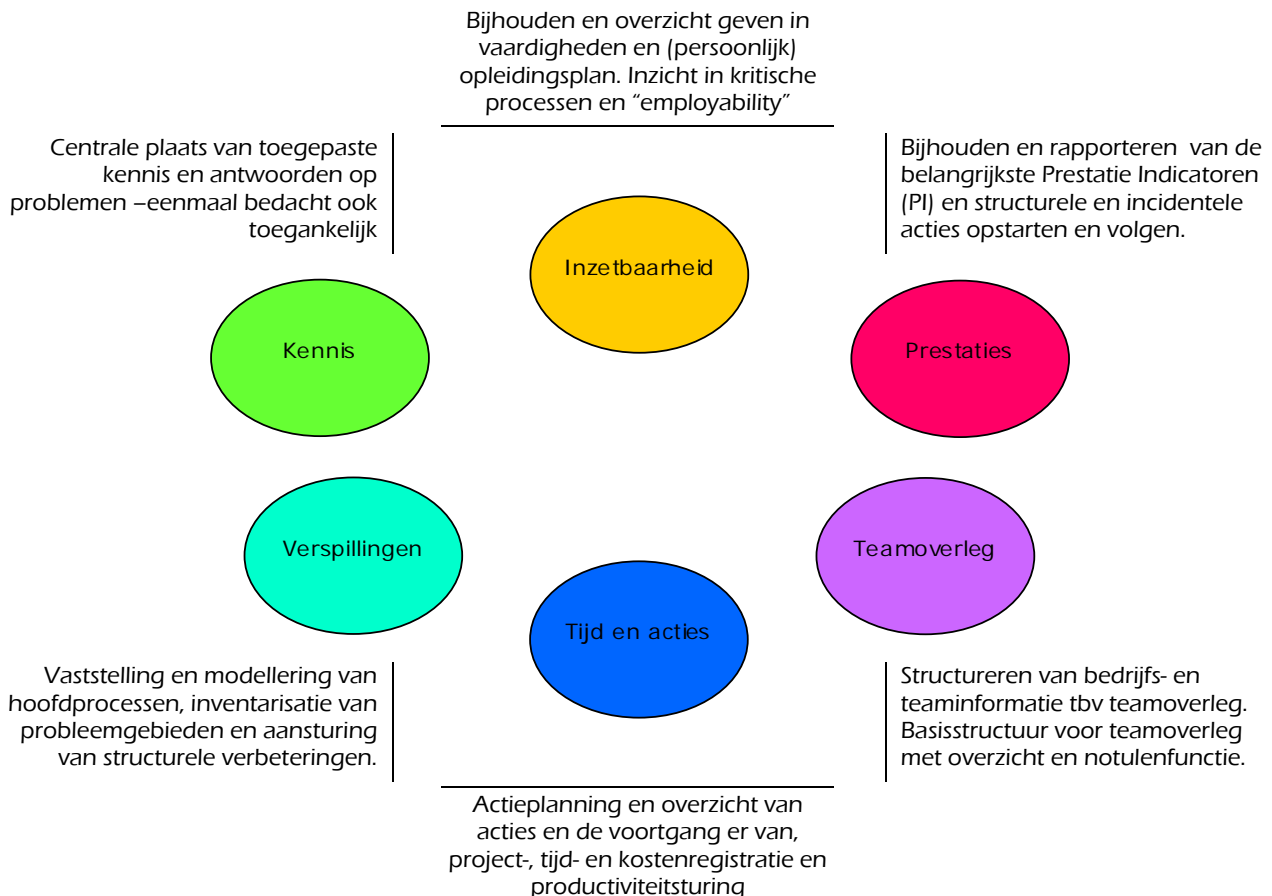 Bijhouden en overzicht geven in
vaardigheden en (persoonlijk)
opleidingsplan. Inzicht in kritische
processen en “employability”
Centrale plaats van toegepaste
kennis en antwoorden op
problemen –eenmaal bedacht ook
toegankelijk
Bijhouden en rapporteren van de
belangrijkste Prestatie Indicatoren
(PI) en structurele en incidentele
acties opstarten en volgen.
Inzetbaarheid
Kennis
Prestaties
Verspillingen
Teamoverleg
Tijd en acties
Vaststelling en modellering van
hoofdprocessen, inventarisatie van
probleemgebieden en aansturing
van structurele verbeteringen.
Structureren van bedrijfs- en
teaminformatie tbv teamoverleg.
Basisstructuur voor teamoverleg
met overzicht en notulenfunctie.
Actieplanning en overzicht van
acties en de voortgang er van,
project-, tijd- en kostenregistratie en
productiviteitsturing